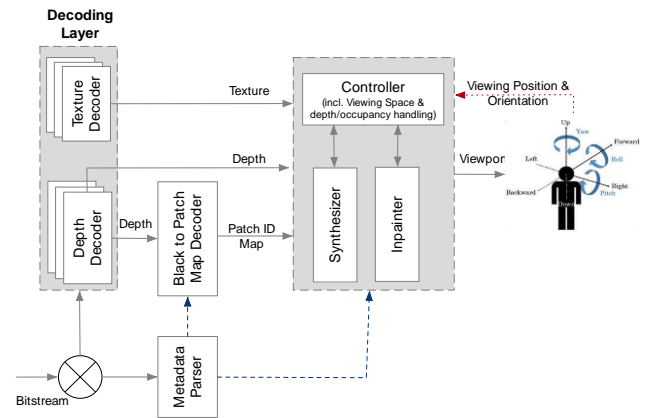 Decoding
Layer
Texture
Decoder
Texture
Controller
(incl. Viewing Space &
depth/occupancy handling)
Viewing Position &
Orientation
Up
Yaw
Forward
Roll
Left
Right
Pitch
Backward
Down
Depth
Viewpor
Depth
Decoder
Depth
Black to Patch
Map Decoder
Patch ID
Map
Synthesizer
Inpainter
Metadata
Parser
Bitstream